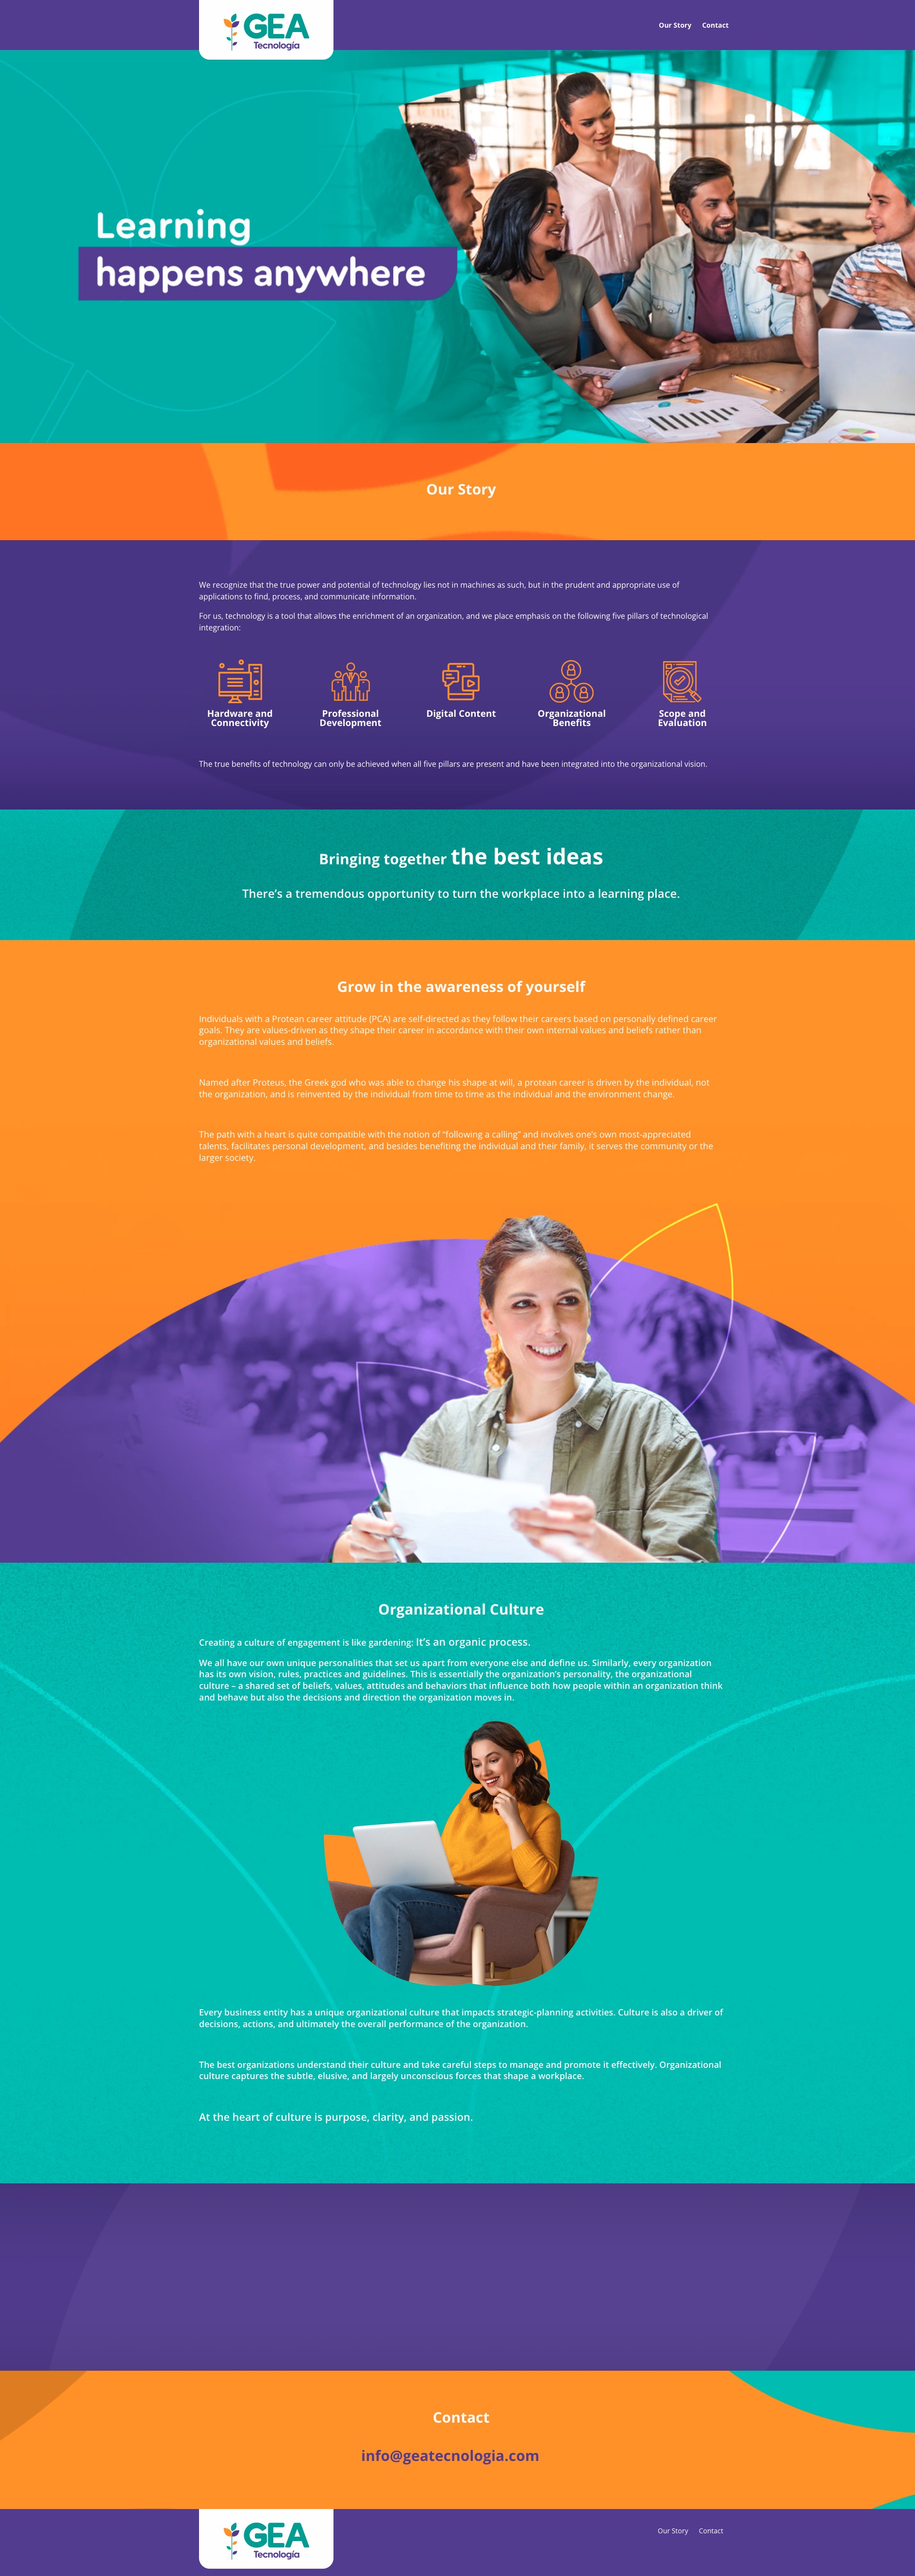 GEA
Tecnología
Our Story
Contact
Learning
happens anywhere
Our Story
We recognize that the true power and potential of technology lies not in machines as such, but in the prudent and appropriate use of
applications to find, process, and communicate information.
For us, technology is a tool that allows the enrichment of an organization, and we place emphasis on the following five pillars of technological
integration:
Hardware and
Connectivity
Professional
Development
Digital Content
Organizational
Benefits
Scope and
Evaluation
The true benefits of technology can only be achieved when all five pillars are present and have been integrated into the organizational vision.
Bringing together the best ideas
There’s a tremendous opportunity to turn the workplace into a learning place.
Grow in the awareness of yourself
Individuals with a Protean career attitude (PCA) are self-directed as they follow their careers based on personally defined career
goals. They are values-driven as they shape their career in accordance with their own internal values and beliefs rather than
organizational values and beliefs.
Named after Proteus, the Greek god who was able to change his shape at will, a protean career is driven by the individual, not
the organization, and is reinvented by the individual from time to time as the individual and the environment change.
The path with a heart is quite compatible with the notion of “following a calling” and involves one’s own most-appreciated
talents, facilitates personal development, and besides benefiting the individual and their family, it serves the community or the
larger society.
Organizational Culture
Creating a culture of engagement is like gardening: It’s an organic process.
We all have our own unique personalities that set us apart from everyone else and define us. Similarly, every organization
has its own vision, rules, practices and guidelines. This is essentially the organization’s personality, the organizational
culture – a shared set of beliefs, values, attitudes and behaviors that influence both how people within an organization think
and behave but also the decisions and direction the organization moves in.
Every business entity has a unique organizational culture that impacts strategic-planning activities. Culture is also a driver of
decisions, actions, and ultimately the overall performance of the organization.
The best organizations understand their culture and take careful steps to manage and promote it effectively. Organizational
culture captures the subtle, elusive, and largely unconscious forces that shape a workplace.
At the heart of culture is purpose, clarity, and passion.
Contact
info@geatecnologia.com
GEA
Tecnología
Our Story
Contact